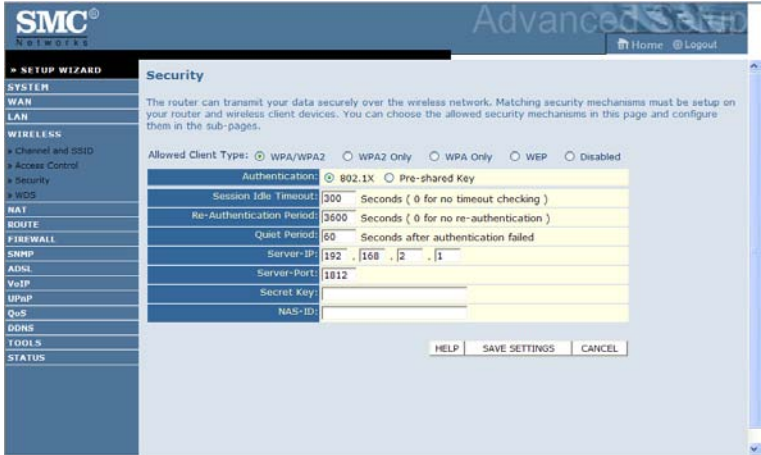 SMC®
Networks
Advanced Setup
Home Logout
» SETUP WIZARD
SYSTEM
WAN
LAN
WIRELESS
» Channel and SSID
» Access Control
» Security
» WDS
NAT
ROUTE
FIREWALL
SNMP
ADSL
VoIP
UPnP
QoS
DDNS
TOOLS
STATUS
Security
The router can transmit your data securely over the wireless network. Matching security mechanisms must be setup on
your router and wireless client devices. You can choose the allowed security mechanisms in this page and configure
them in the sub-pages.
Allowed Client Type: WPA/WPA2 WPA2 Only WPA Only WEP Disabled
Authentication: 802.1X Pre-shared Key
Session Idle Timeout: 300 Seconds ( 0 for no timeout checking )
Re-Authentication Period: 3600 Seconds ( 0 for no re-authentication )
Quiet Period: 60 Seconds after authentication failed
Server-IP: 192 . 168 . 2 . 1
Server-Port: 1812
Secret Key:
NAS-ID:
HELP SAVE SETTINGS CANCEL